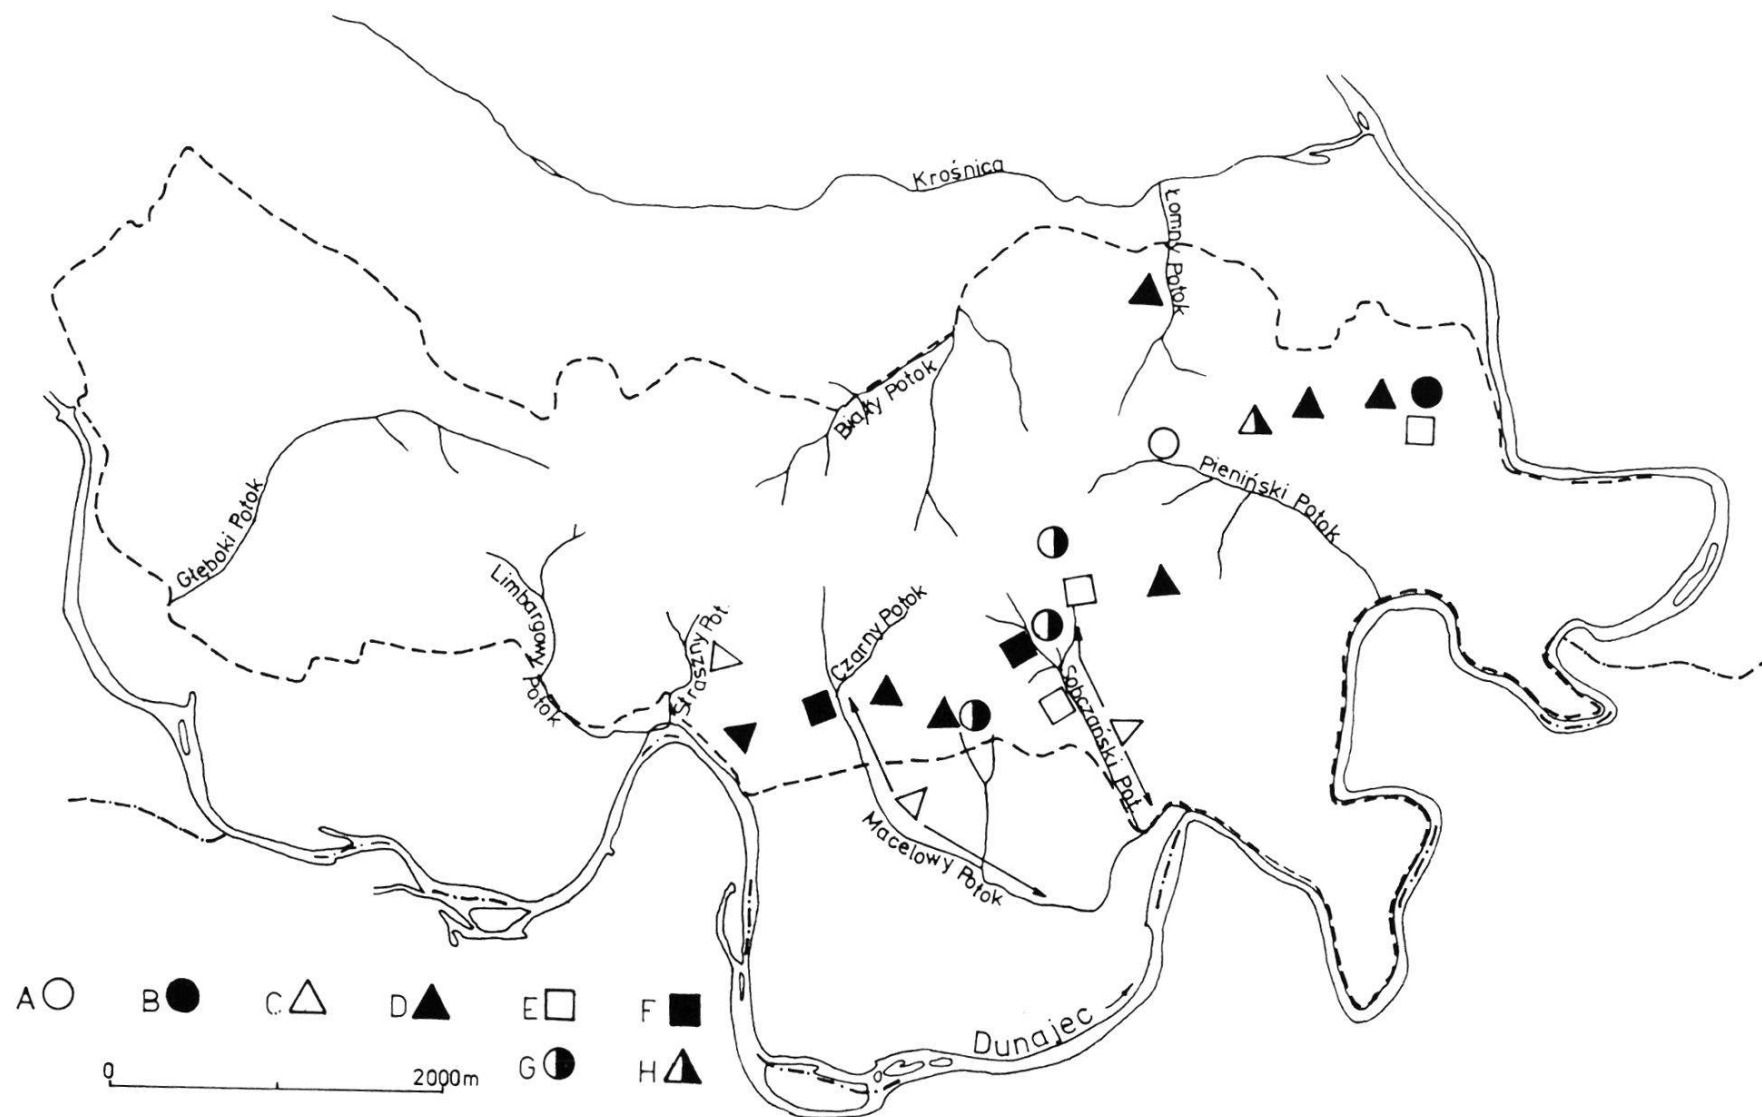 Krośnica
Łomny Potok
Biały Potok
Pieniński Potok
Głęboki Potok
Limbargowy Potok
Straszny Pot.
Czarny Potok
Sobczański Pot.
Macelowy Potok
Dunajec
A
B
C
D
E
F
G
H
0
2000m